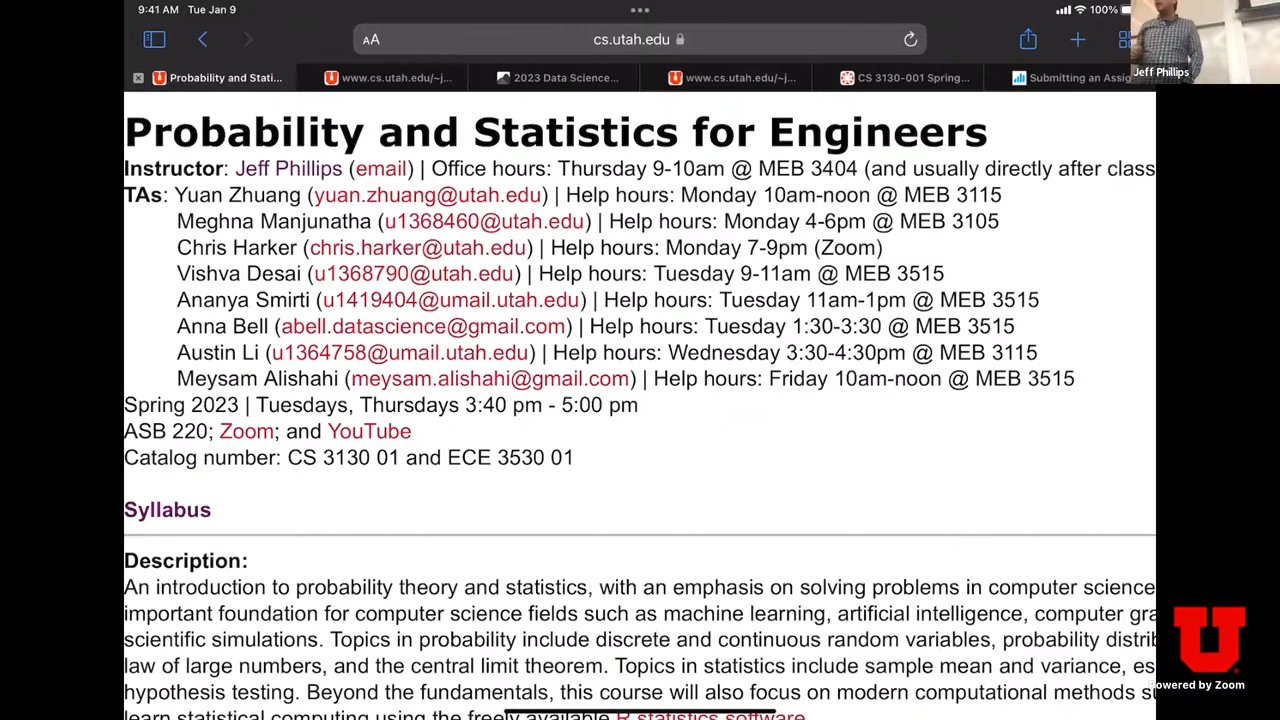 9:41 AM Tue Jan 9
100%
AA cs.utah.edu
Probability and Stati...
www.cs.utah.edu/~j...
2023 Data Science...
www.cs.utah.edu/~j...
CS 3130-001 Spring...
Submitting an Assig
Jeff Phillips
Probability and Statistics for Engineers
Instructor: Jeff Phillips (email) | Office hours: Thursday 9-10am @ MEB 3404 (and usually directly after class
TAs: Yuan Zhuang (yuan.zhuang@utah.edu) | Help hours: Monday 10am-noon @ MEB 3115
Meghna Manjunatha (u1368460@utah.edu) | Help hours: Monday 4-6pm @ MEB 3105
Chris Harker (chris.harker@utah.edu) | Help hours: Monday 7-9pm (Zoom)
Vishva Desai (u1368790@utah.edu) | Help hours: Tuesday 9-11am @ MEB 3515
Ananya Smirti (u1419404@umail.utah.edu) | Help hours: Tuesday 11am-1pm @ MEB 3515
Anna Bell (abell.datascience@gmail.com) | Help hours: Tuesday 1:30-3:30 @ MEB 3515
Austin Li (u1364758@umail.utah.edu) | Help hours: Wednesday 3:30-4:30pm @ MEB 3115
Meysam Alishahi (meysam.alishahi@gmail.com) | Help hours: Friday 10am-noon @ MEB 3515
Spring 2023 | Tuesdays, Thursdays 3:40 pm - 5:00 pm
ASB 220; Zoom; and YouTube
Catalog number: CS 3130 01 and ECE 3530 01
Syllabus
Description:
An introduction to probability theory and statistics, with an emphasis on solving problems in computer science
important foundation for computer science fields such as machine learning, artificial intelligence, computer gra
scientific simulations. Topics in probability include discrete and continuous random variables, probability distrib
law of large numbers, and the central limit theorem. Topics in statistics include sample mean and variance, es
hypothesis testing. Beyond the fundamentals, this course will also focus on modern computational methods su
learn statistical computing using the freely available R statistics software.
U
Powered by Zoom